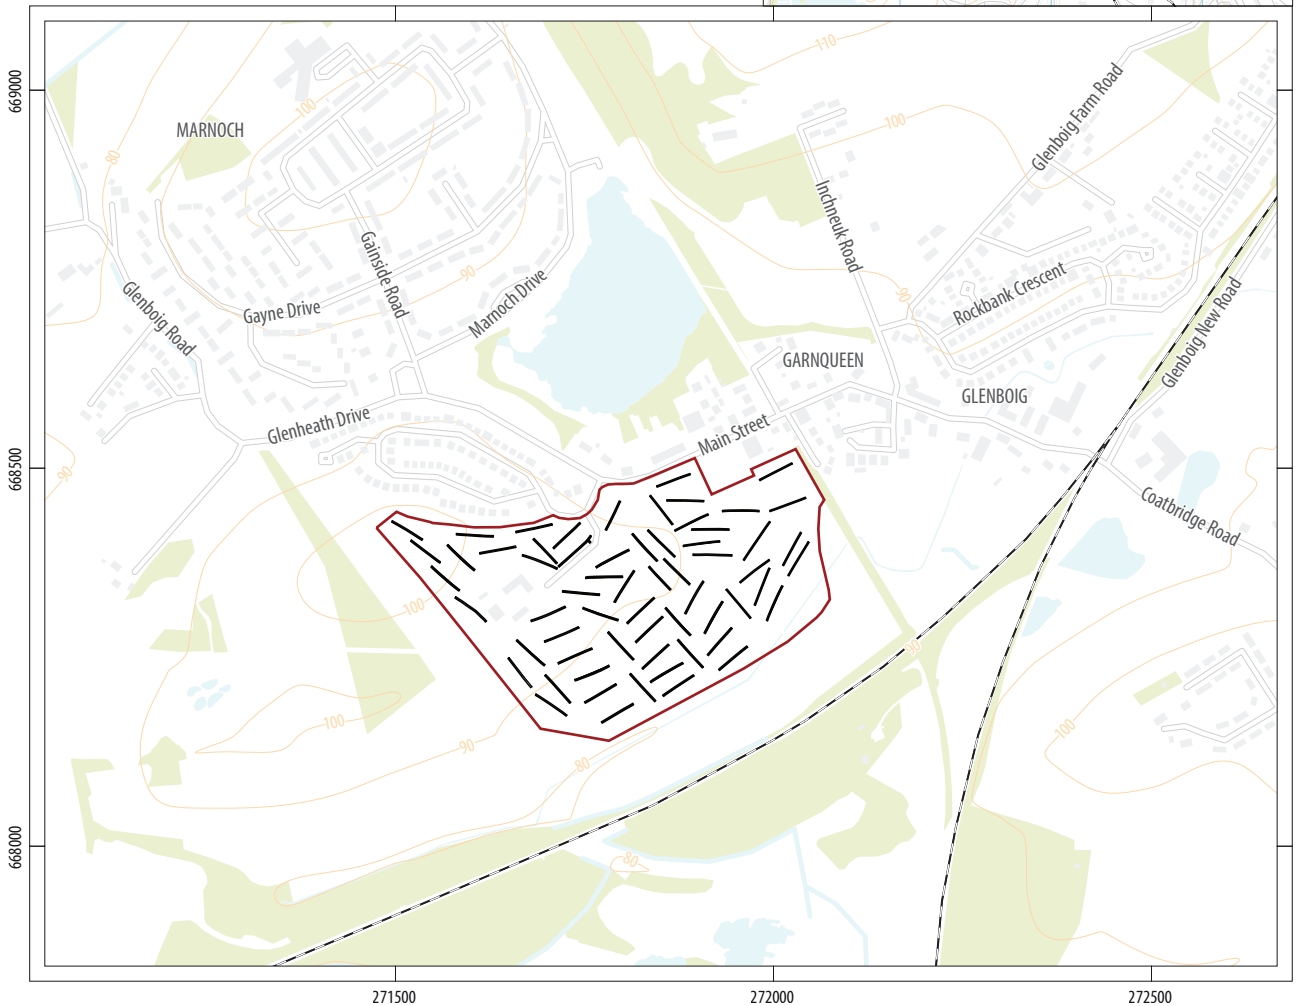 110
669000
Glenboig Farm Road
100
100
MARNOCH
80
Inchneuk Road
Gainside Road
90
Marnoch Drive
90
Rockbank Crescent
Glenboig Road
Gayne Drive
Glenboig New Road
GARNQUEEN
GLENBOIG
Glenheath Drive
Main Street
90
668500
Coatbridge Road
100
90
100
100
90
80
668000
80
271500
272000
272500